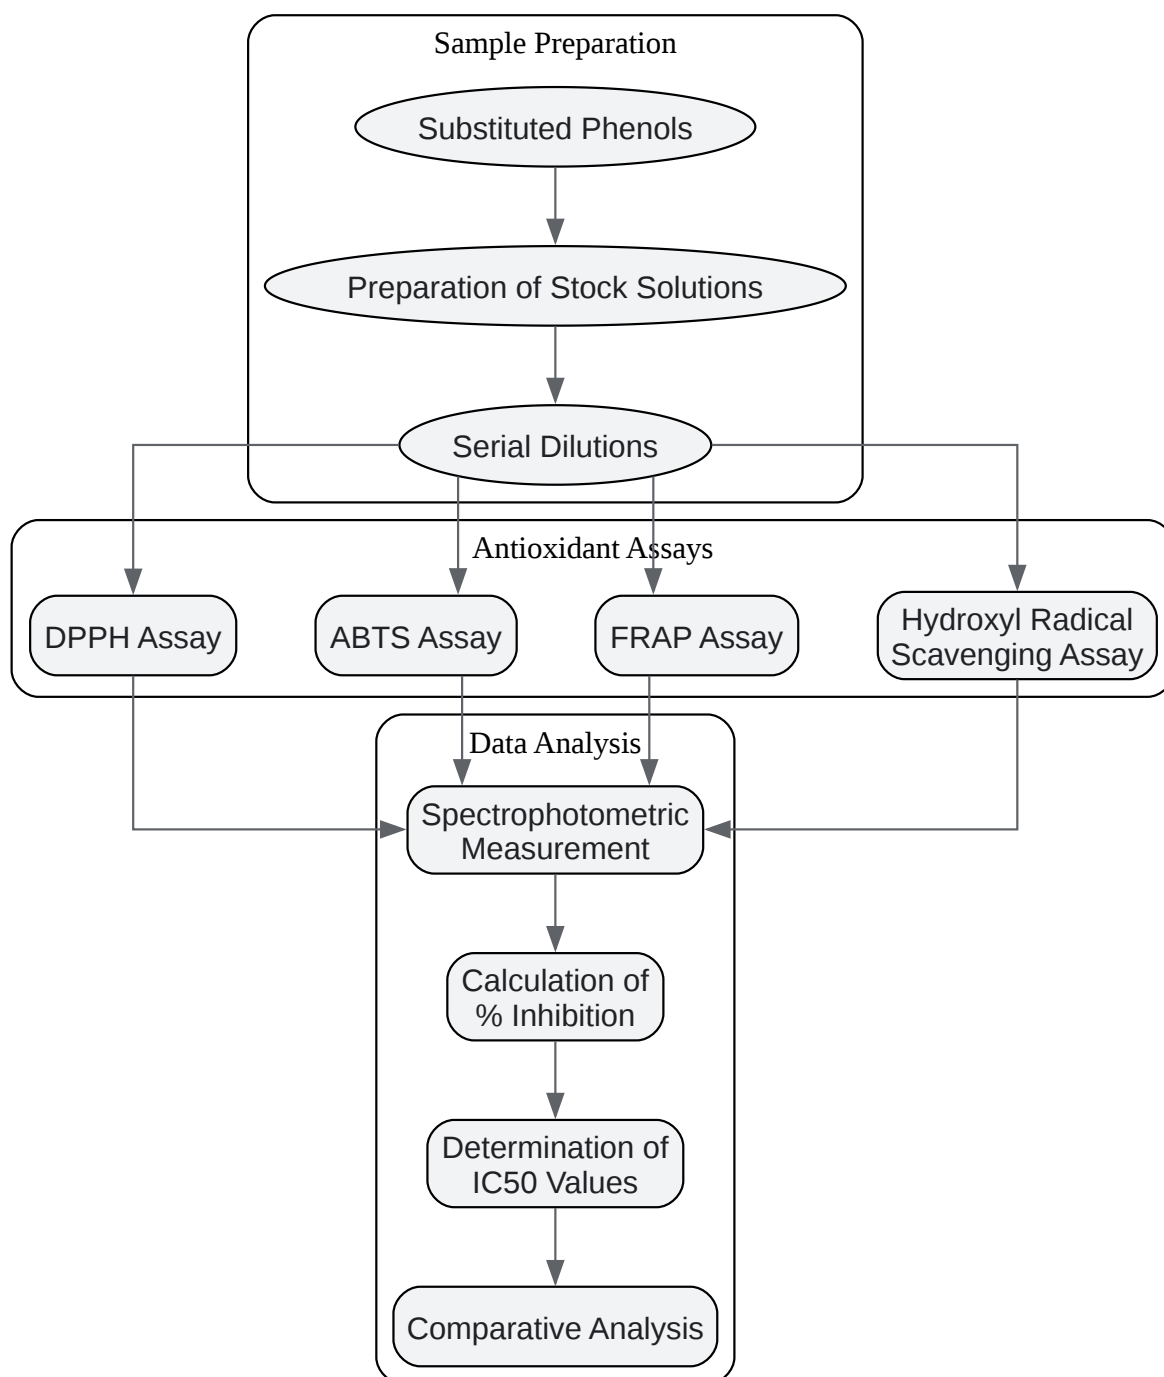 Sample Preparation
Substituted Phenols
Preparation of Stock Solutions
Serial Dilutions
Antioxidant Assays
DPPH Assay
ABTS Assay
FRAP Assay
Hydroxyl Radical
Scavenging Assay
Data Analysis
Spectrophotometric
Measurement
Calculation of
% Inhibition
Determination of
IC50 Values
Comparative Analysis